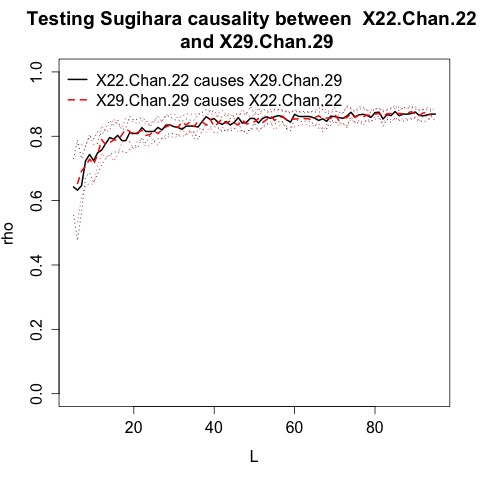 Testing Sugihara causality between  X22.Chan.22
and X29.Chan.29
X22.Chan.22 causes X29.Chan.29
X29.Chan.29 causes X22.Chan.22
rho
1.0
0.8
0.6
0.4
0.2
0.0
20 40 60 80
L